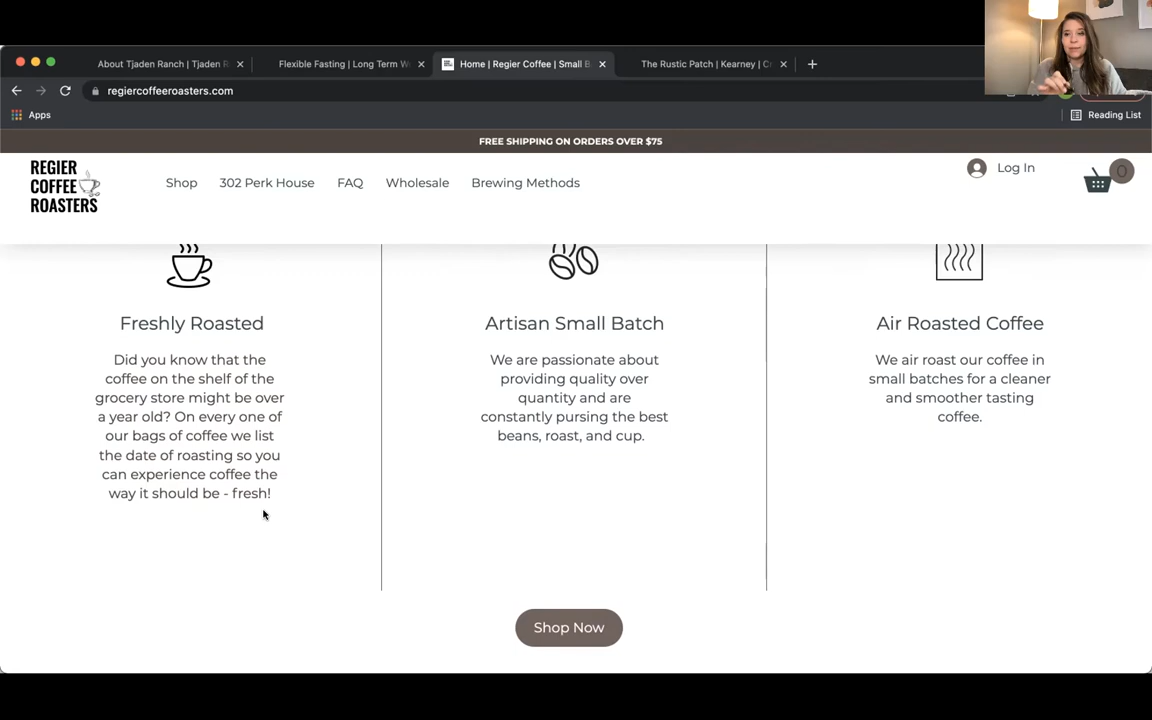 About Tjaden Ranch | Tjaden R
Flexible Fasting | Long Term W
Home | Regier Coffee | Small B
The Rustic Patch | Kearney | C
regiercoffeeroasters.com
Apps
Reading List
FREE SHIPPING ON ORDERS OVER $75
REGIER
COFFEE
ROASTERS
Shop
302 Perk House
FAQ
Wholesale
Brewing Methods
Log In
0
Freshly Roasted
Did you know that the
coffee on the shelf of the
grocery store might be over
a year old? On every one of
our bags of coffee we list
the date of roasting so you
can experience coffee the
way it should be - fresh!
Artisan Small Batch
We are passionate about
providing quality over
quantity and are
constantly pursing the best
beans, roast, and cup.
Air Roasted Coffee
We air roast our coffee in
small batches for a cleaner
and smoother tasting
coffee.
Shop Now